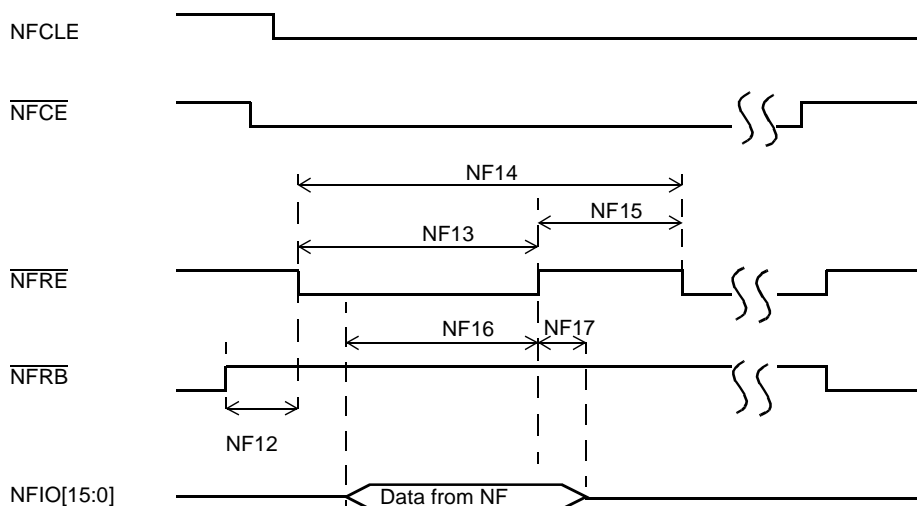 NFCLE
NFCE
NF14
NF15
NF13
NFRE
NF16 NF17
NFRB
NF12
NFIO[15:0] Data from NF